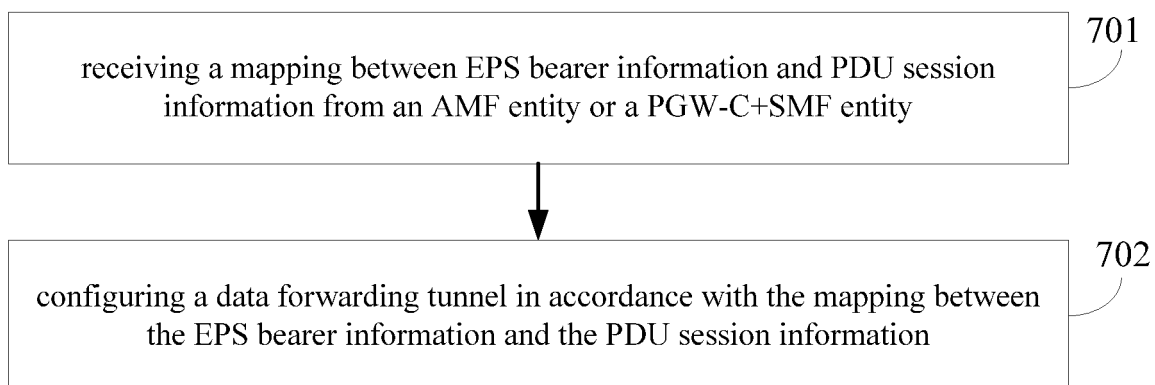 701
receiving a mapping between EPS bearer information and PDU session
information from an AMF entity or a PGW-C+SMF entity
702
configuring a data forwarding tunnel in accordance with the mapping between
the EPS bearer information and the PDU session information